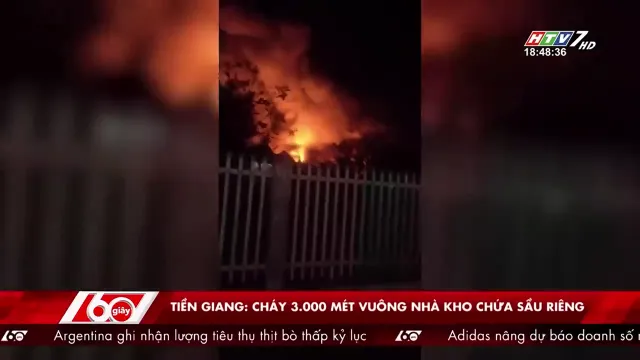 HTV7 HD
18:48:36
60 giây
TIỀN GIANG: CHÁY 3.000 MÉT VUÔNG NHÀ KHO CHỨA SẦU RIÊNG
60 Argentina ghi nhận lượng tiêu thụ thịt bò thấp kỷ lục 60 Adidas nâng dự báo doanh số